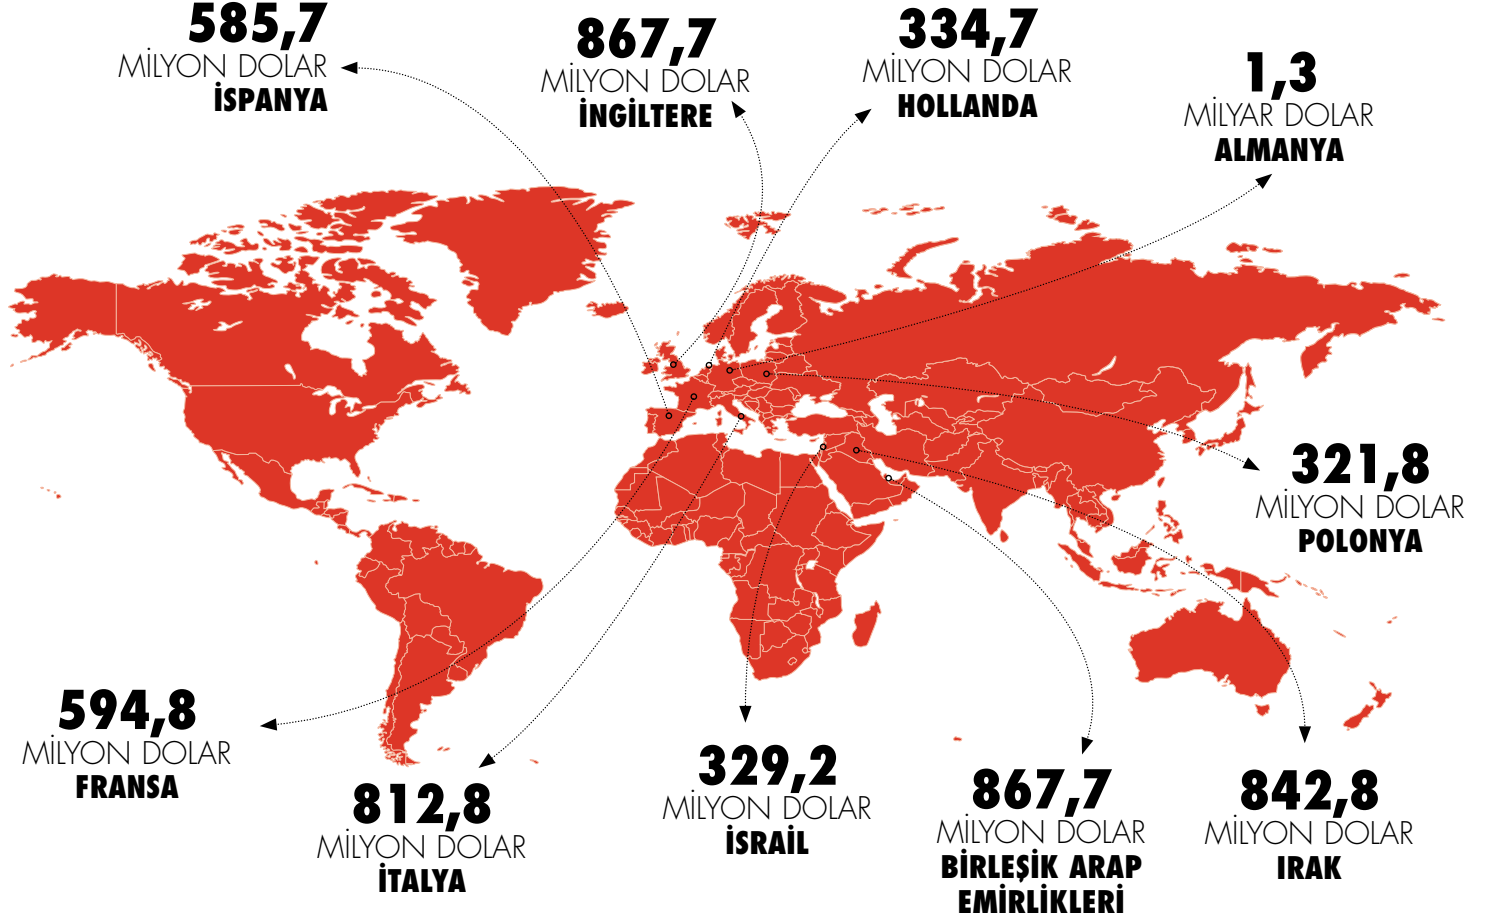 585,7
MİLYON DOLAR
İSPANYA
867,7
MİLYON DOLAR
İNGİLTERE
334,7
MİLYON DOLAR
HOLLANDA
1,3
MİLYAR DOLAR
ALMANYA
321,8
MİLYON DOLAR
POLONYA
594,8
MİLYON DOLAR
FRANSA
812,8
MİLYON DOLAR
İTALYA
329,2
MİLYON DOLAR
İSRAİL
867,7
MİLYON DOLAR
BİRLEŞİK ARAP
EMİRLİKLERİ
842,8
MİLYON DOLAR
IRAK